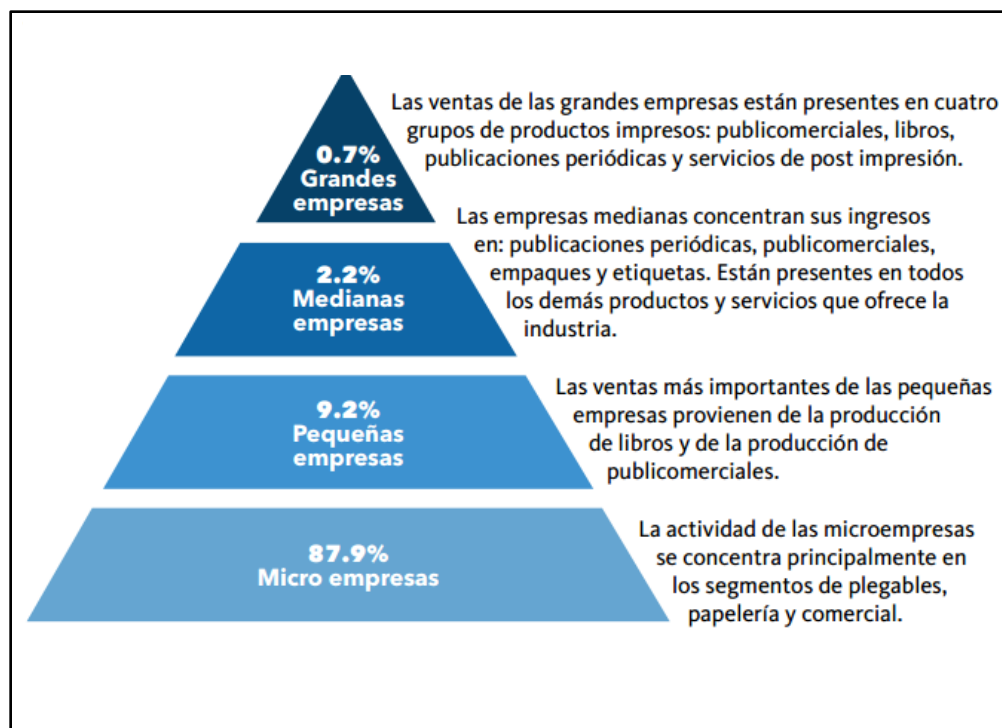 0.7%
Grandes
empresas
Las ventas de las grandes empresas están presentes en cuatro
grupos de productos impresos: publicomerciales, libros,
publicaciones periódicas y servicios de post impresión.
2.2%
Medianas
empresas
Las empresas medianas concentran sus ingresos
en: publicaciones periódicas, publicomerciales,
empaques y etiquetas. Están presentes en todos
los demás productos y servicios que ofrece la
industria.
9.2%
Pequeñas
empresas
Las ventas más importantes de las pequeñas
empresas provienen de la producción
de libros y de la producción de
publicomerciales.
87.9%
Micro empresas
La actividad de las microempresas
se concentra principalmente en
los segmentos de plegables,
papelería y comercial.